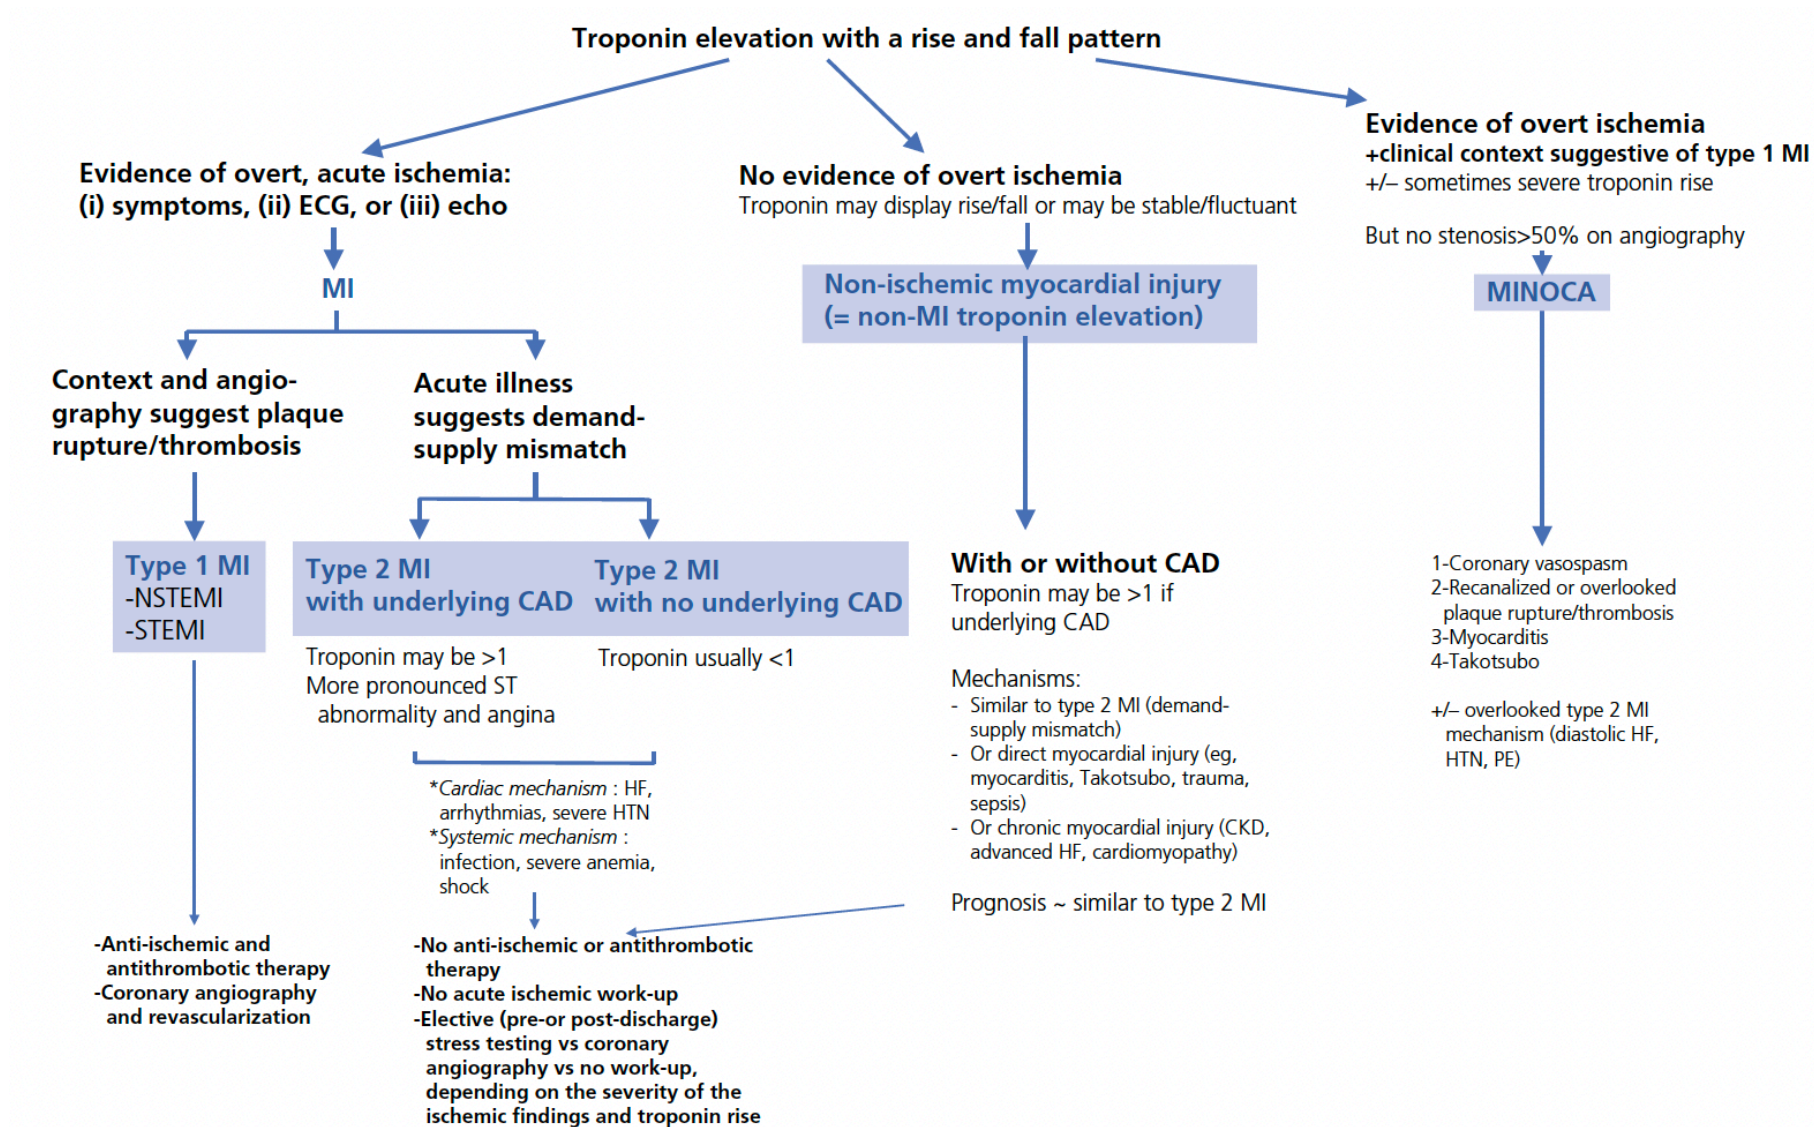 Troponin elevation with a rise and fall pattern
Evidence of overt, acute ischemia:
(i) symptoms, (ii) ECG, or (iii) echo
MI
Context and angio-
graphy suggest plaque
rupture/thrombosis
Acute illness
suggests demand-
supply mismatch
Type 1 MI
-NSTEMI
-STEMI
Type 2 MI
with underlying CAD
Type 2 MI
with no underlying CAD
Troponin may be >1
More pronounced ST
abnormality and angina
Troponin usually <1
*Cardiac mechanism : HF,
arrhythmias, severe HTN
*Systemic mechanism :
infection, severe anemia,
shock
-Anti-ischemic and
antithrombotic therapy
-Coronary angiography
and revascularization
-No anti-ischemic or antithrombotic
therapy
-No acute ischemic work-up
-Elective (pre-or post-discharge)
stress testing vs coronary
angiography vs no work-up,
depending on the severity of the
ischemic findings and troponin rise
No evidence of overt ischemia
Troponin may display rise/fall or may be stable/fluctuant
Non-ischemic myocardial injury
(= non-MI troponin elevation)
With or without CAD
Troponin may be >1 if
underlying CAD
Mechanisms:
- Similar to type 2 MI (demand-
supply mismatch)
- Or direct myocardial injury (eg,
myocarditis, Takotsubo, trauma,
sepsis)
- Or chronic myocardial injury (CKD,
advanced HF, cardiomyopathy)
Prognosis ~ similar to type 2 MI
Evidence of overt ischemia
+clinical context suggestive of type 1 MI
+/– sometimes severe troponin rise
But no stenosis>50% on angiography
MINOCA
1-Coronary vasospasm
2-Recanalized or overlooked
plaque rupture/thrombosis
3-Myocarditis
4-Takotsubo
+/– overlooked type 2 MI
mechanism (diastolic HF,
HTN, PE)